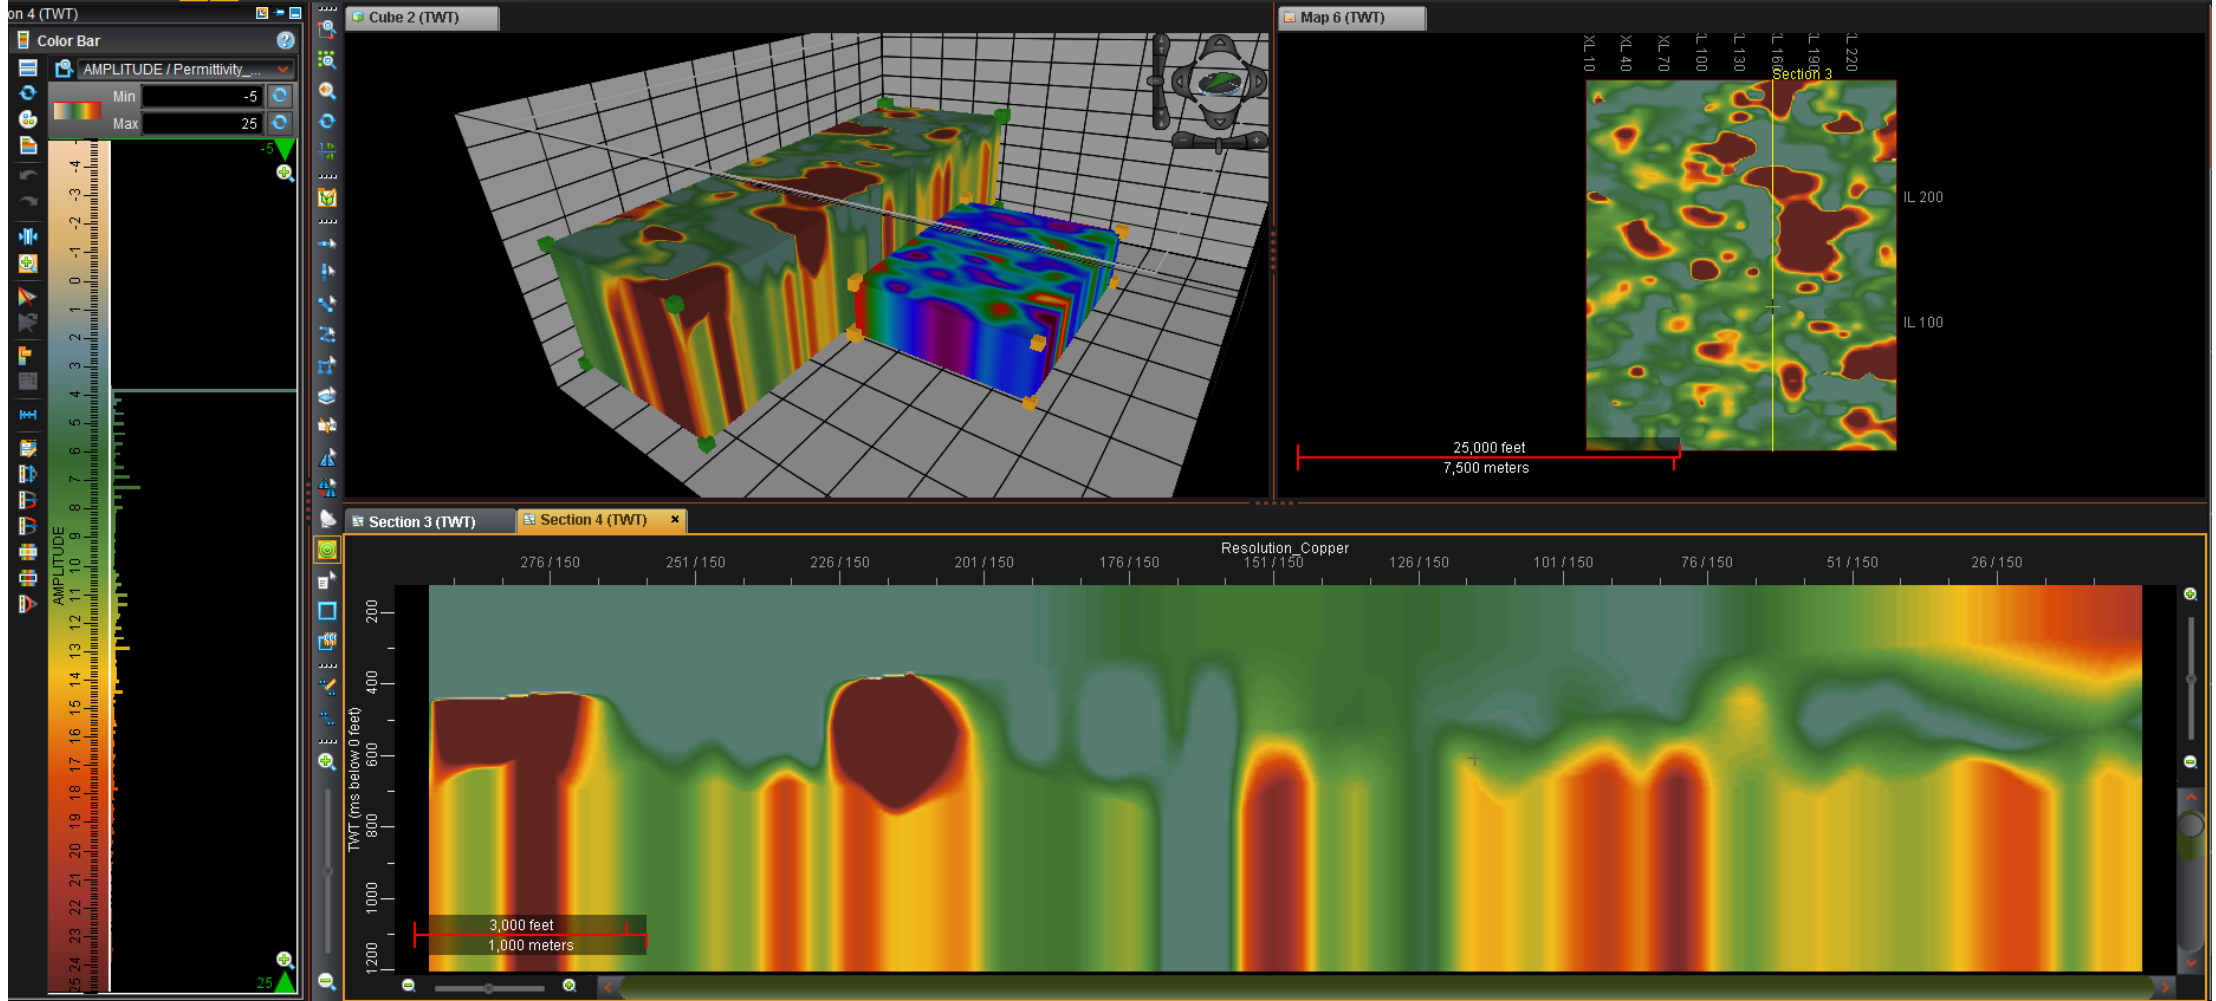 on 4 (TWT)
Color Bar
AMPLITUDE / Permittivity_...
Min -5
Max 25
-5
-4
-3
-2
-1
0
1
2
3
4
5
6
7
8
9
10
11
12
13
14
15
16
17
18
19
20
21
22
23
24
25
AMPLITUDE
25
Cube 2 (TWT)
Map 6 (TWT)
XL 10
XL 40
XL 70
XL 100
XL 130
XL 160
XL 190
XL 220
Section 3
IL 200
IL 100
25,000 feet
7,500 meters
Section 3 (TWT)
Section 4 (TWT)
Resolution_Copper
276 / 150
251 / 150
226 / 150
201 / 150
176 / 150
151 / 150
126 / 150
101 / 150
76 / 150
51 / 150
26 / 150
TWT (ms below 0 feet)
200
400
600
800
1000
1200
3,000 feet
1,000 meters